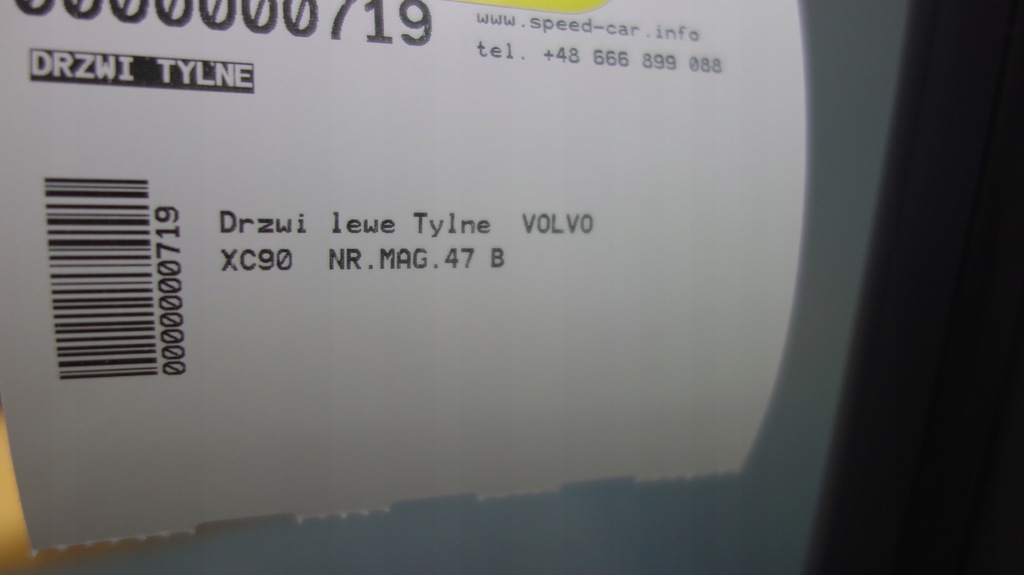 0000000719
www.speed-car.info
tel. +48 666 899 088
DRZWI TYLNE
0000000719
Drzwi lewe Tylne VOLVO
XC90 NR.MAG.47 B